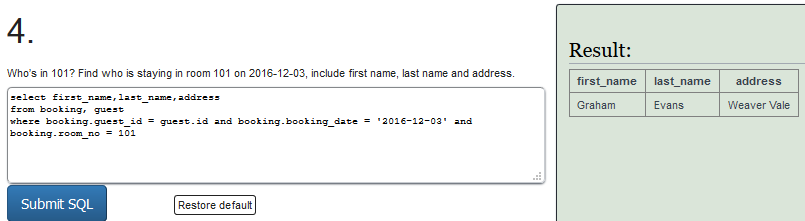 4.
Who's in 101? Find who is staying in room 101 on 2016-12-03, include first name, last name and address.
select first_name,last_name,address
from booking, guest
where booking.guest_id = guest.id and booking.booking_date = '2016-12-03' and
booking.room_no = 101
Submit SQL
Restore default
Result:
first_name last_name address
Graham Evans Weaver Vale